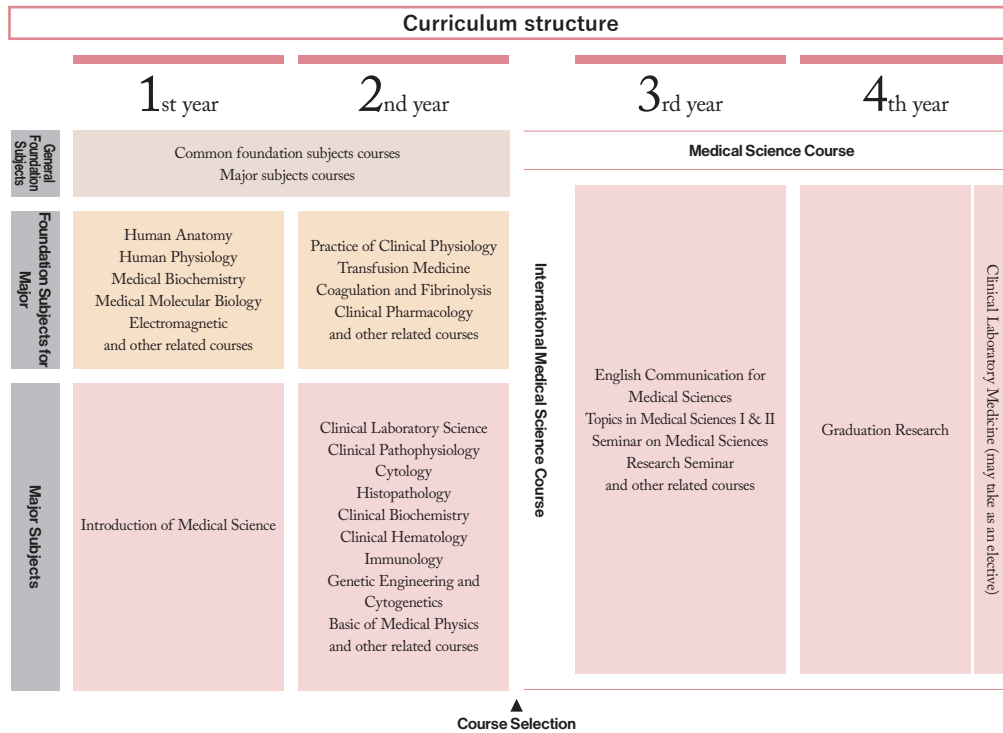 Curriculum structure
1st year
2nd year
3rd year
4th year
General
Foundation
Subjects
Common foundation subjects courses
Major subjects courses
Medical Science Course
Foundation Subjects for
Major
Human Anatomy
Human Physiology
Medical Biochemistry
Medical Molecular Biology
Electromagnetic
and other related courses
Practice of Clinical Physiology
Transfusion Medicine
Coagulation and Fibrinolysis
Clinical Pharmacology
and other related courses
Major Subjects
Introduction of Medical Science
Clinical Laboratory Science
Clinical Pathophysiology
Cytology
Histopathology
Clinical Biochemistry
Clinical Hematology
Immunology
Genetic Engineering and
Cytogenetics
Basic of Medical Physics
and other related courses
International Medical Science Course
English Communication for
Medical Sciences
Topics in Medical Sciences I & II
Seminar on Medical Sciences
Research Seminar
and other related courses
Graduation Research
Clinical Laboratory Medicine (may take as an elective)
▲
Course Selection